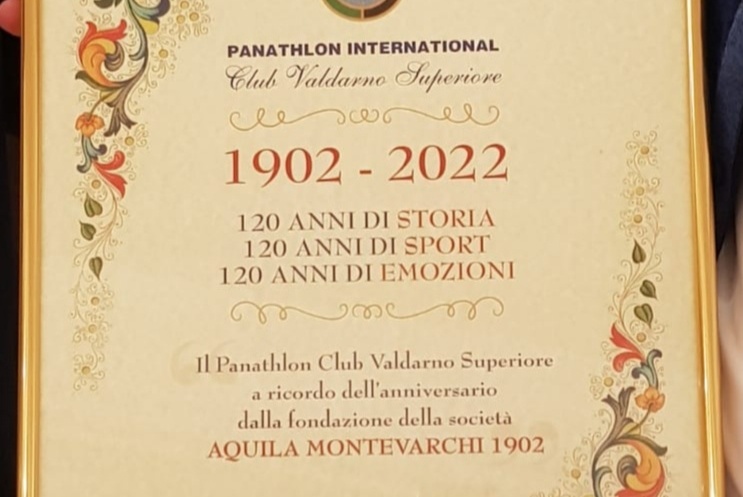 PANATHLON INTERNATIONAL
Club Valdarno Superiore
1902 - 2022
120 ANNI DI STORIA
120 ANNI DI SPORT
120 ANNI DI EMOZIONI
Il Panathlon Club Valdarno Superiore
a ricordo dell'anniversario
dalla fondazione della società
AQUILA MONTEVARCHI 1902